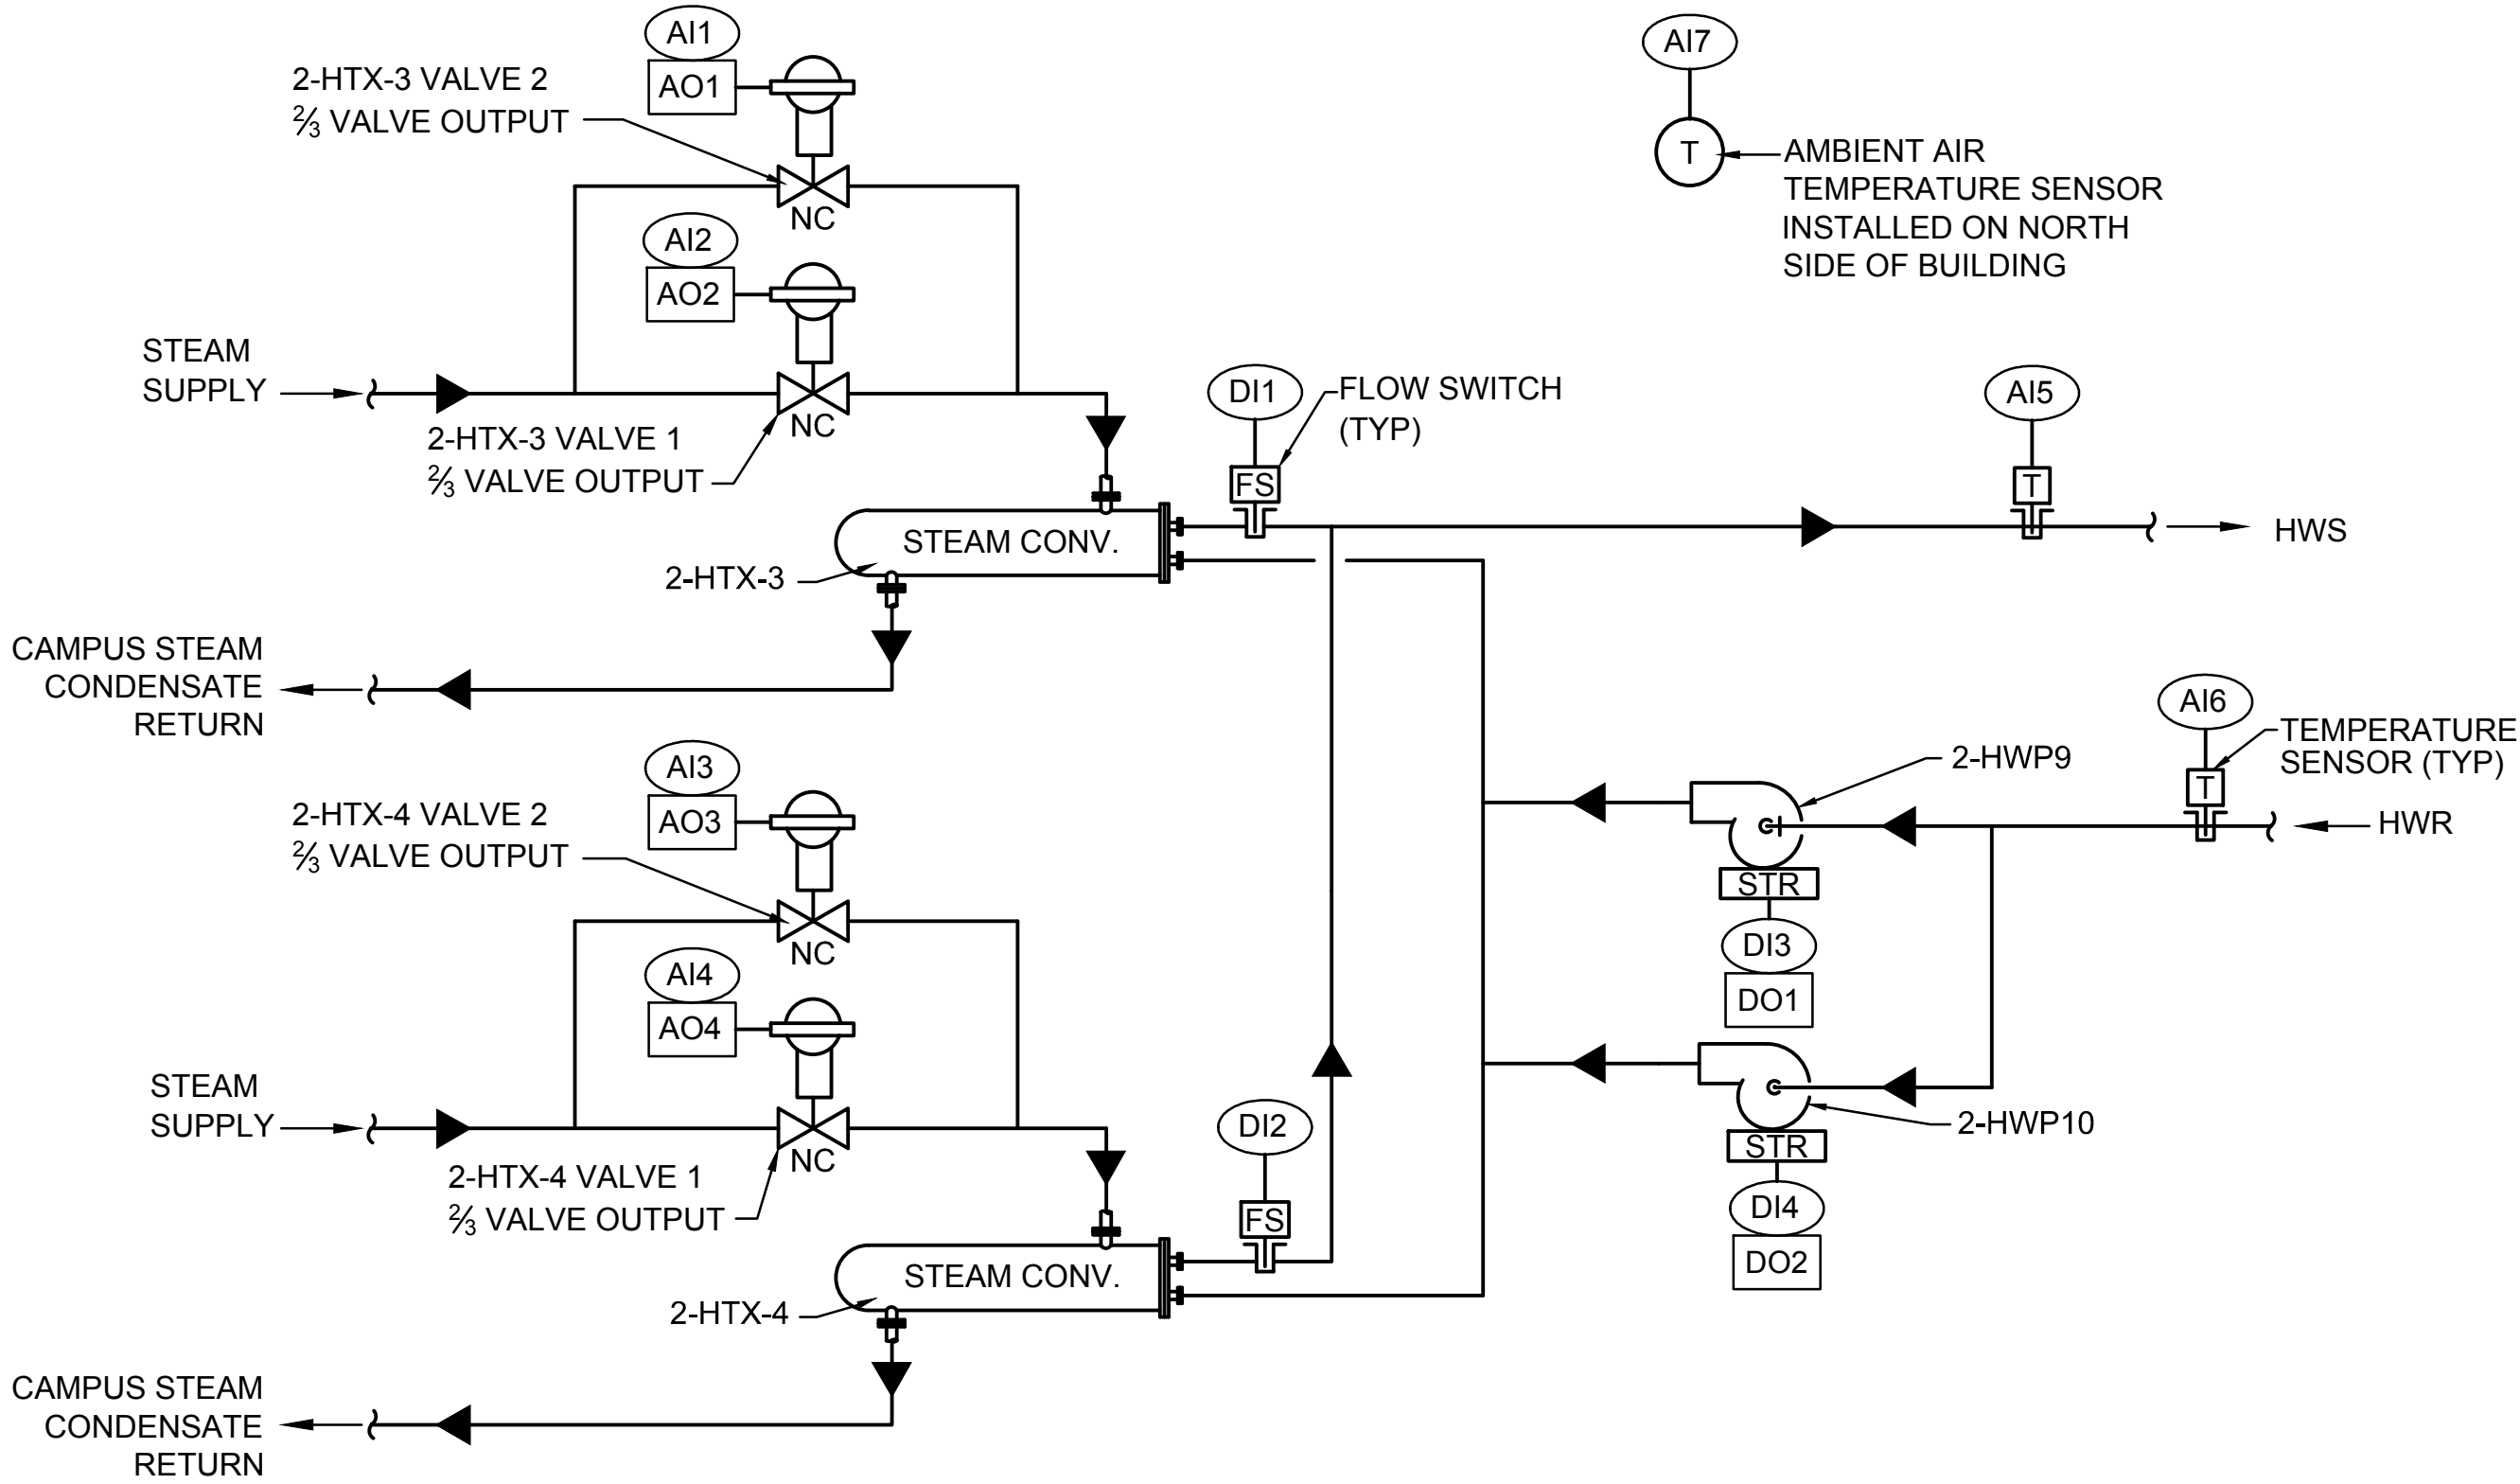 AI1
AO1
2-HTX-3 VALVE 2
⅔ VALVE OUTPUT
NC
AI2
AO2
NC
STEAM
SUPPLY
2-HTX-3 VALVE 1
⅔ VALVE OUTPUT
AI7
T
AMBIENT AIR
TEMPERATURE SENSOR
INSTALLED ON NORTH
SIDE OF BUILDING
DI1
FS
FLOW SWITCH
(TYP)
AI5
T
HWS
STEAM CONV.
2-HTX-3
CAMPUS STEAM
CONDENSATE
RETURN
AI6
T
TEMPERATURE
SENSOR (TYP)
HWR
2-HWP9
STR
DI3
DO1
2-HWP10
STR
DI4
DO2
AI3
AO3
2-HTX-4 VALVE 2
⅔ VALVE OUTPUT
NC
AI4
AO4
NC
STEAM
SUPPLY
2-HTX-4 VALVE 1
⅔ VALVE OUTPUT
DI2
FS
STEAM CONV.
2-HTX-4
CAMPUS STEAM
CONDENSATE
RETURN